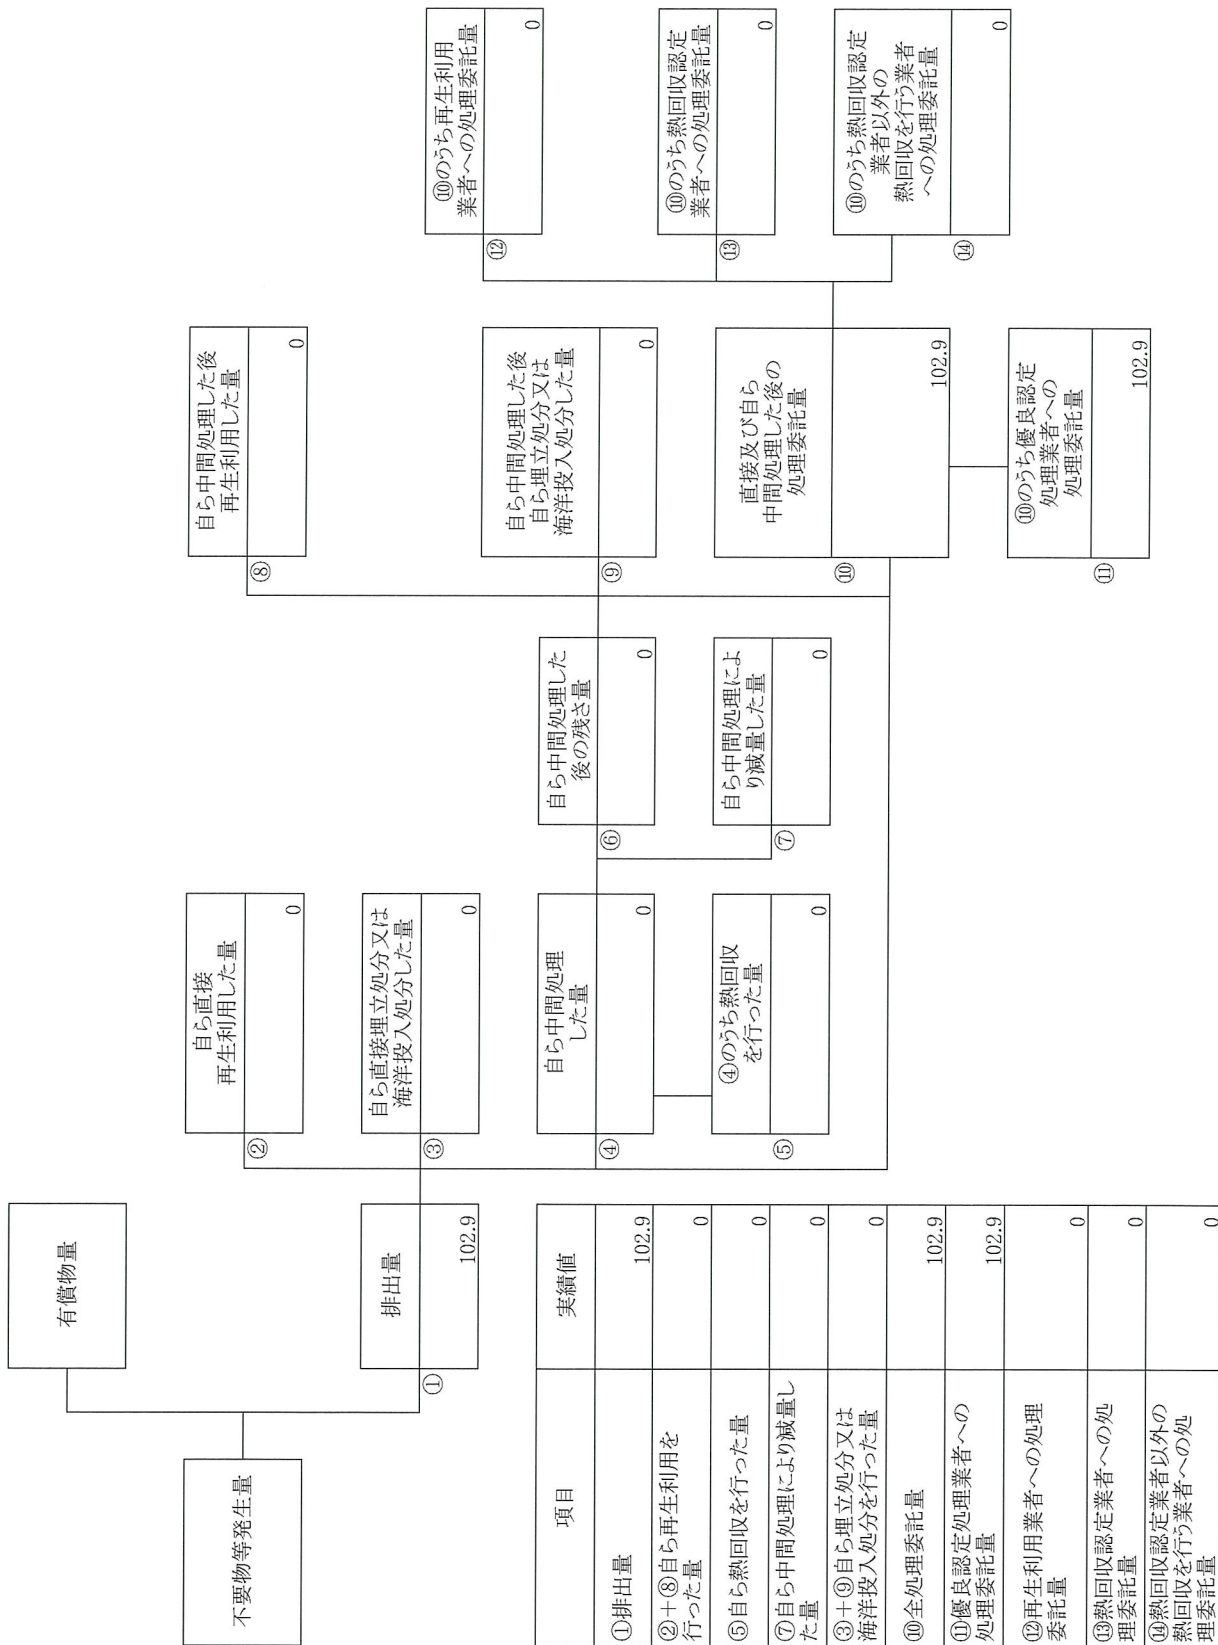 不要物等発生量
有償物量
排出量
①
102.9
自ら直接
再生利用した量
②
0
自ら直接埋立処分又は
海洋投入処分した量
③
0
自ら中間処理
した量
④
0
④のうち熱回収
を行った量
⑤
0
自ら中間処理した
後の残さ量
⑥
0
自ら中間処理によ
り減量した量
⑦
0
自ら中間処理した後
再生利用した量
⑧
0
自ら中間処理した後
自ら埋立処分又は
海洋投入処分した量
⑨
0
直接及び自ら
中間処理した後の
処理委託量
⑩
102.9
⑩のうち優良認定
処理業者への
処理委託量
⑪
102.9
⑩のうち再生利用
業者への処理委託量
⑫
0
⑩のうち熱回収認定
業者への処理委託量
⑬
0
⑩のうち熱回収認定
業者以外の
熱回収を行う業者
への処理委託量
⑭
0
項目 実績値
①排出量 102.9
②+⑧自ら再生利用を
行った量 0
⑤自ら熱回収を行った量 0
⑦自ら中間処理により減量し
た量 0
③+⑨自ら埋立処分又は
海洋投入処分を行った量 0
⑩全処理委託量 102.9
⑪優良認定処理業者への
処理委託量 102.9
⑫再生利用業者への処理
委託量 0
⑬熱回収認定業者への処
理委託量 0
⑭熱回収認定業者以外の
熱回収を行う業者への処
理委託量 0